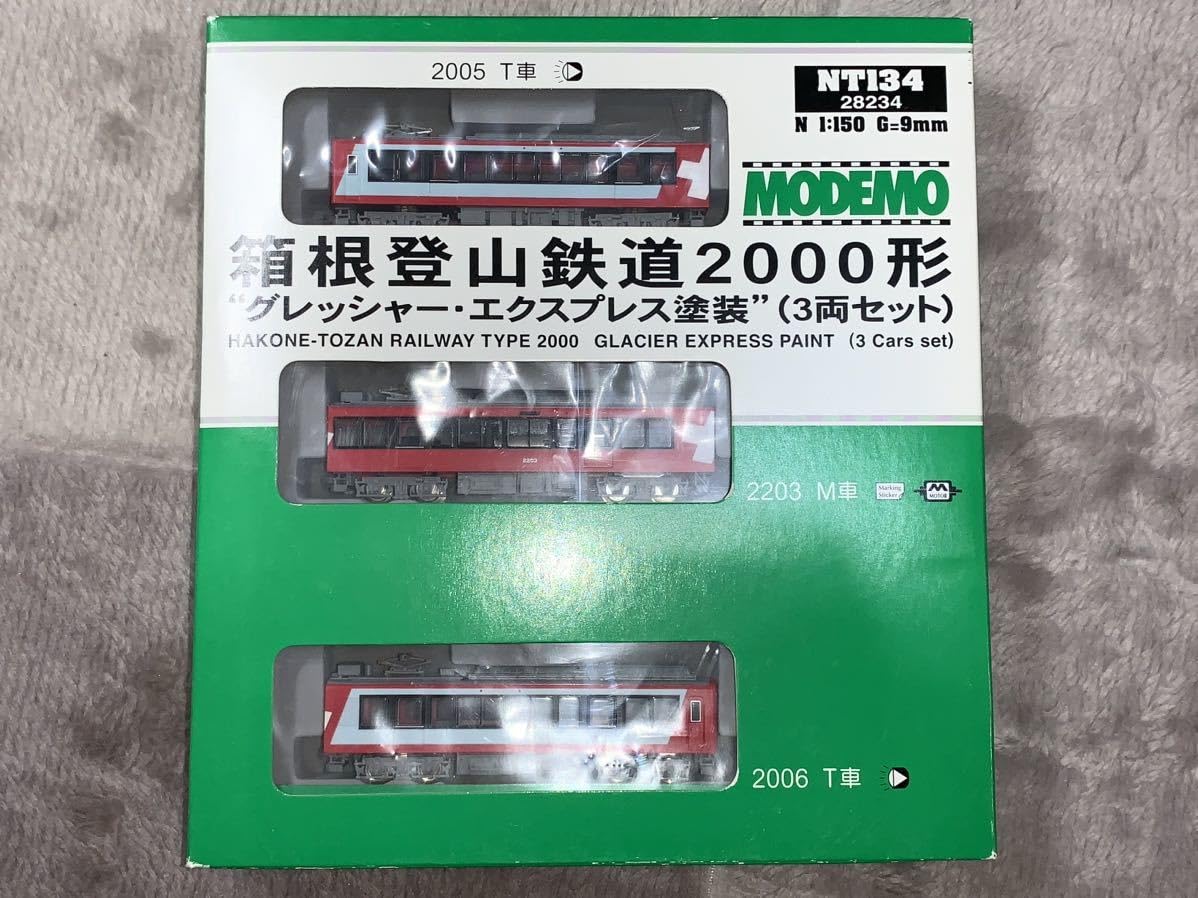 2005 T車
NT134
28234
N 1:150 G=9mm
MODEMO
箱根登山鉄道2000形
“グレッシャー・エクスプレス塗装”(3両セット)
HAKONE-TOZAN RAILWAY TYPE 2000 GLACIER EXPRESS PAINT (3 Cars set)
2203
2203 M車
Marking
Sticker
M
MOTOR
2006 T車